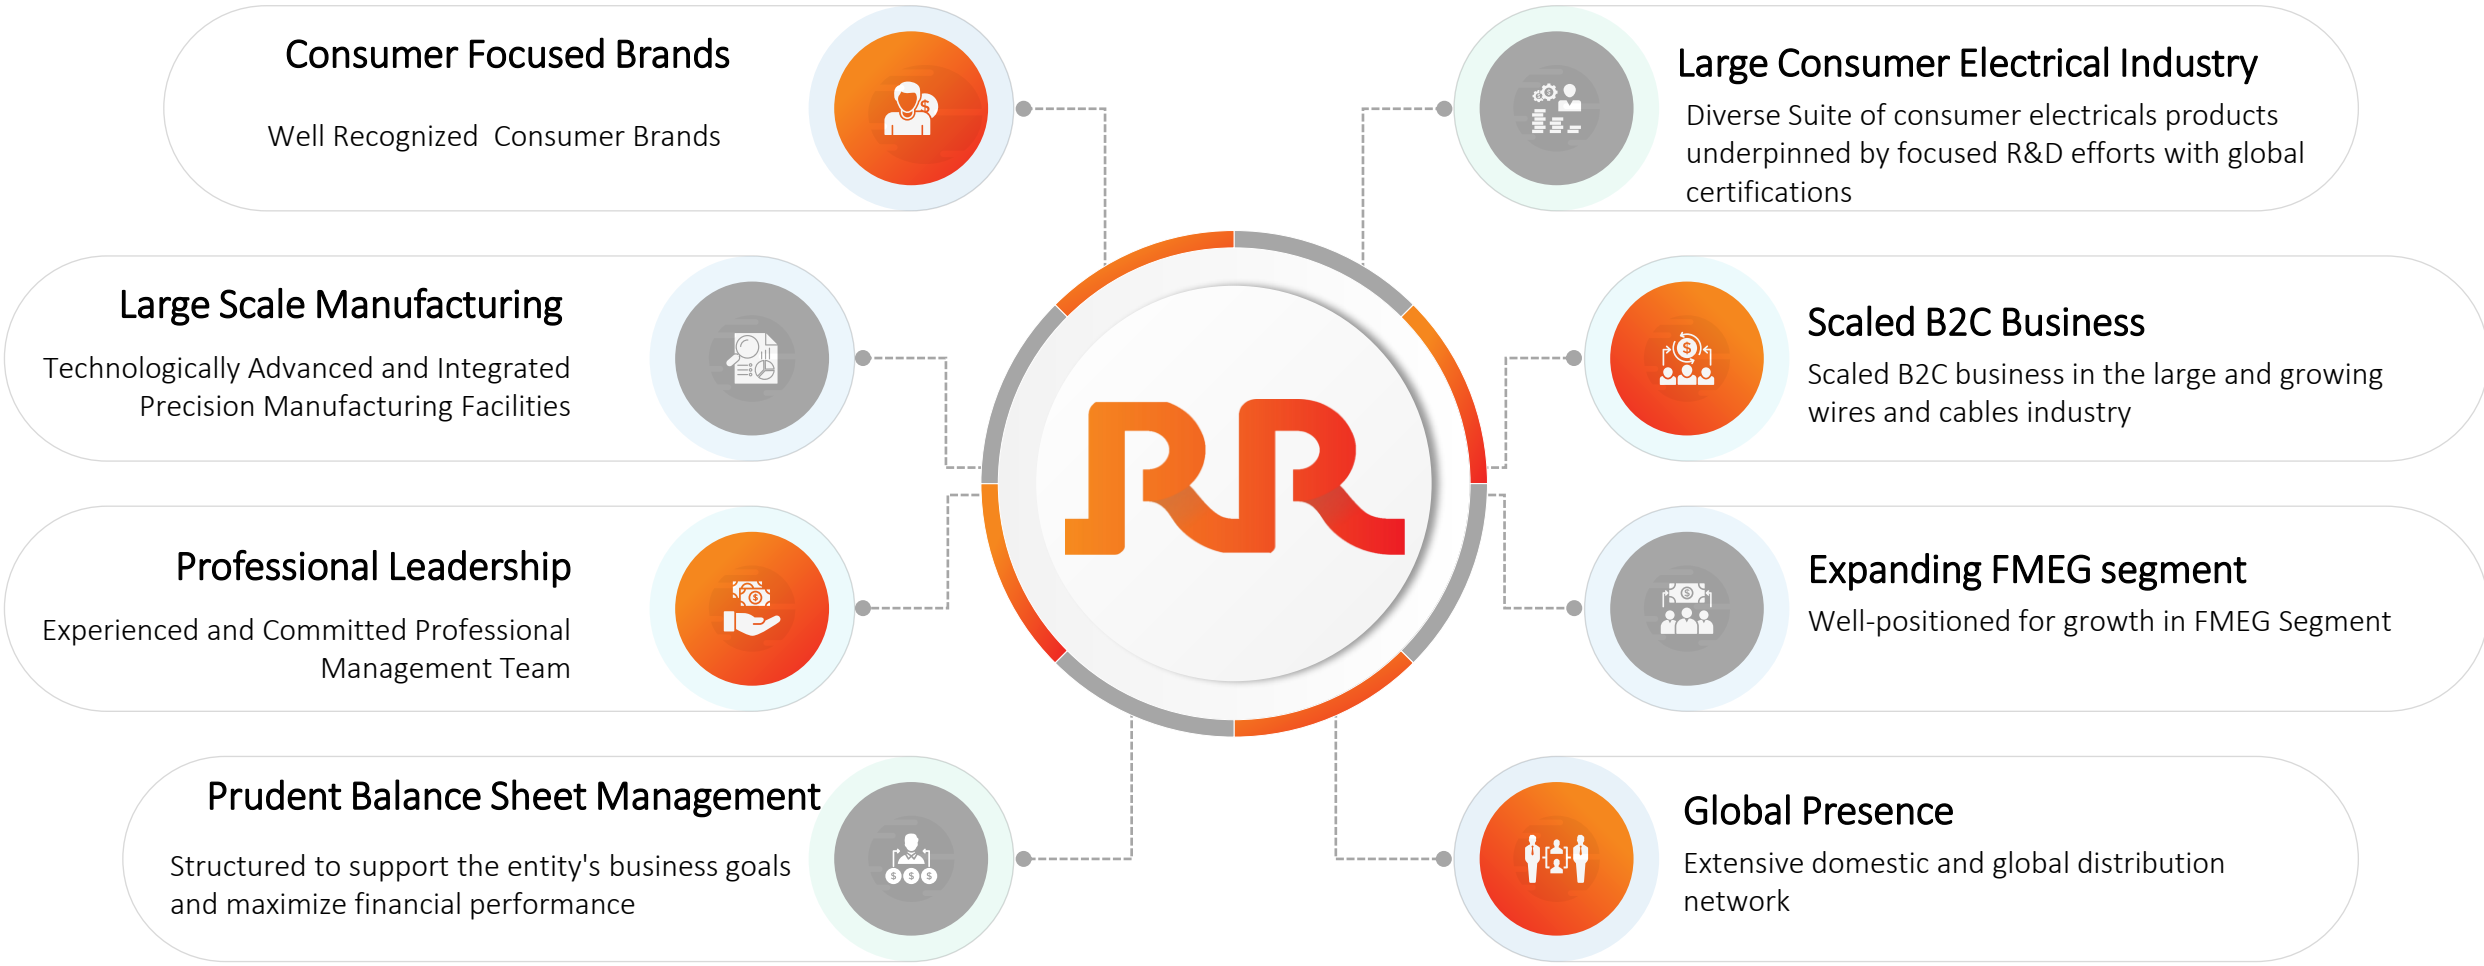 Consumer Focused Brands
Well Recognized  Consumer Brands
Large Scale Manufacturing
Technologically Advanced and Integrated
Precision Manufacturing Facilities
Professional Leadership
Experienced and Committed Professional
Management Team
Prudent Balance Sheet Management
Structured to support the entity's business goals
and maximize financial performance
RR
Large Consumer Electrical Industry
Diverse Suite of consumer electricals products
underpinned by focused R&D efforts with global
certifications
Scaled B2C Business
Scaled B2C business in the large and growing
wires and cables industry
Expanding FMEG segment
Well-positioned for growth in FMEG Segment
Global Presence
Extensive domestic and global distribution
network